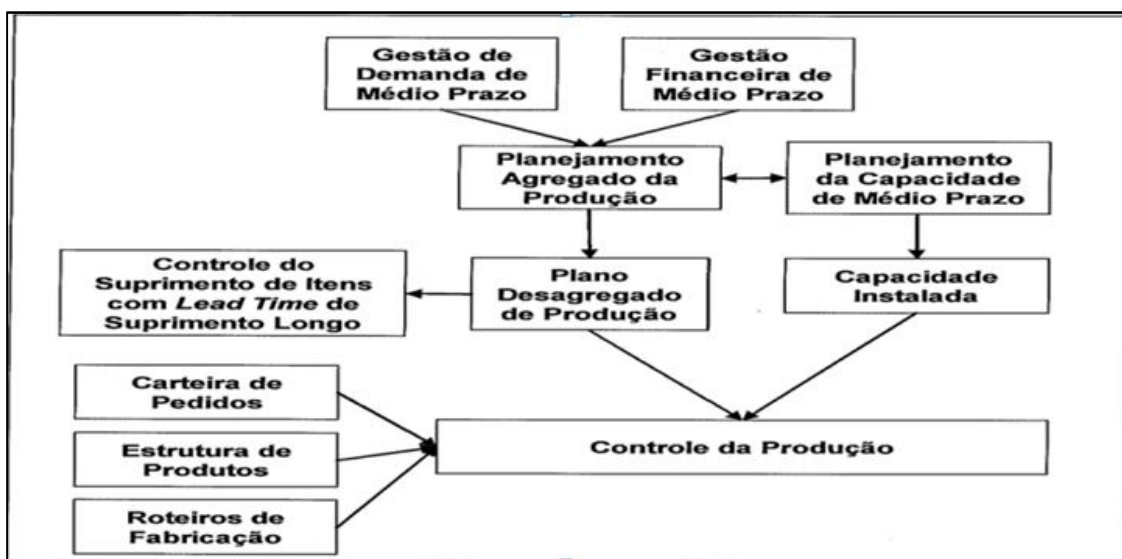 Gestão de
Demanda de
Médio Prazo
Gestão
Financeira de
Médio Prazo
Planejamento
Agregado da
Produção
Planejamento
da Capacidade
de Médio Prazo
Controle do
Suprimento de Itens
com Lead Time de
Suprimento Longo
Plano
Desagregado
de Produção
Capacidade
Instalada
Carteira de
Pedidos
Estrutura de
Produtos
Roteiros de
Fabricação
Controle da Produção